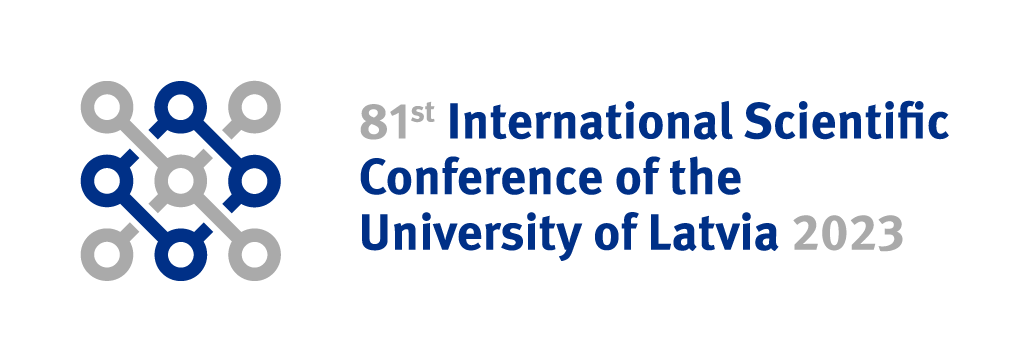 81st International Scientific
Conference of the
University of Latvia 2023